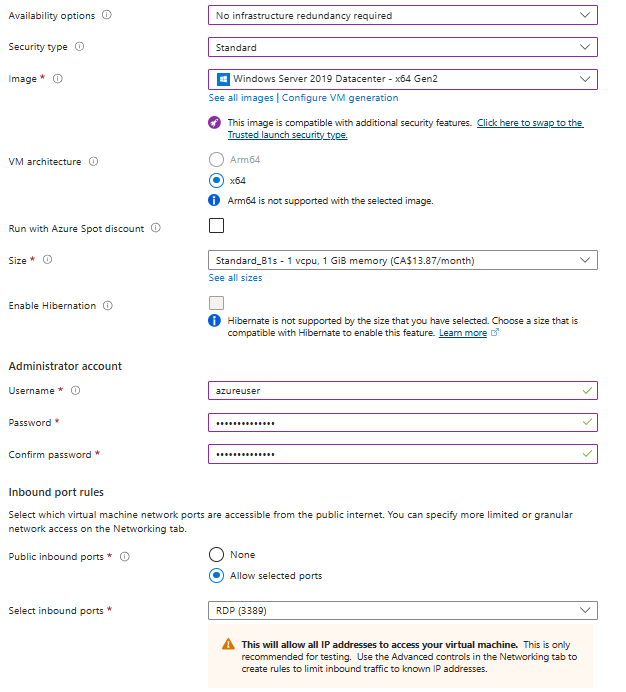 Availability options
No infrastructure redundancy required
Security type
Standard
Image *
Windows Server 2019 Datacenter - x64 Gen2
See all images | Configure VM generation
This image is compatible with additional security features. Click here to swap to the
Trusted launch security type.
VM architecture
Arm64
x64
Arm64 is not supported with the selected image.
Run with Azure Spot discount
Size *
Standard_B1s - 1 vcpu, 1 GiB memory (CA$13.87/month)
See all sizes
Enable Hibernation
Hibernate is not supported by the size that you have selected. Choose a size that is
compatible with Hibernate to enable this feature. Learn more
Administrator account
Username *
azureuser
Password *
••••••••••••••
Confirm password *
••••••••••••••
Inbound port rules
Select which virtual machine network ports are accessible from the public internet. You can specify more limited or granular
network access on the Networking tab.
Public inbound ports *
None
Allow selected ports
Select inbound ports *
RDP (3389)
This will allow all IP addresses to access your virtual machine. This is only
recommended for testing. Use the Advanced controls in the Networking tab to
create rules to limit inbound traffic to known IP addresses.